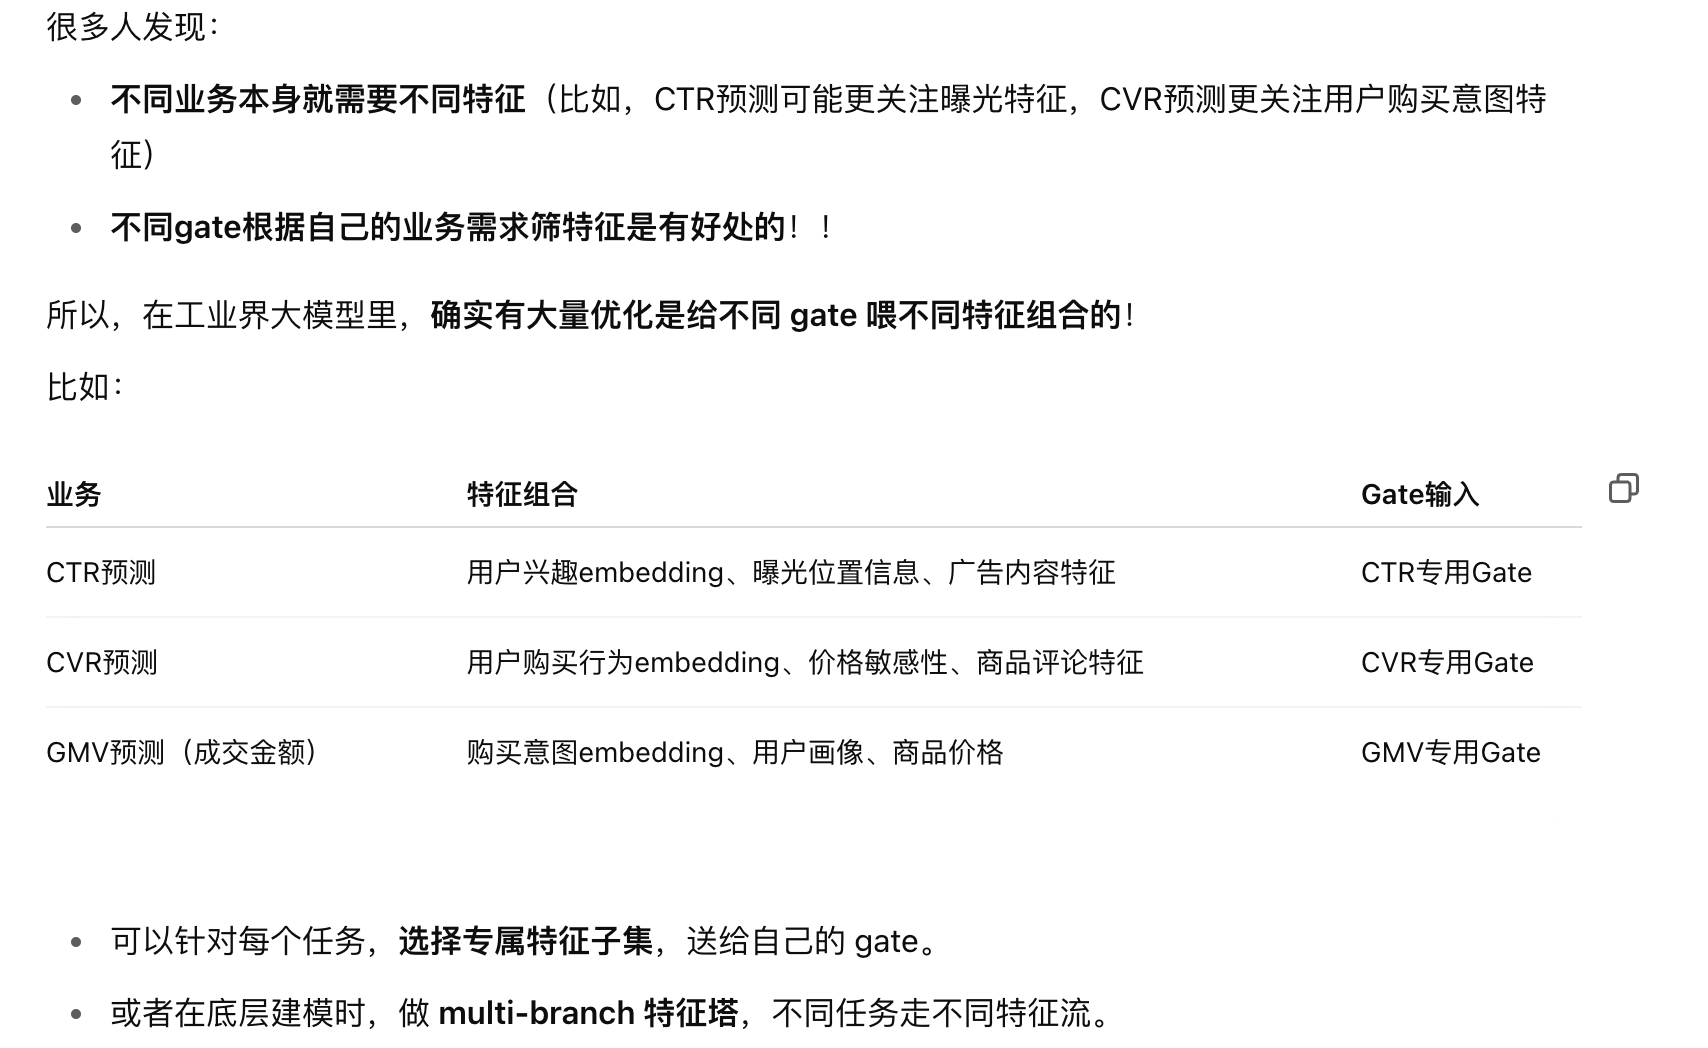 很多人发现：
不同业务本身就需要不同特征（比如，CTR预测可能更关注曝光特征，CVR预测更关注用户购买意图特
征）
不同gate根据自己的业务需求筛特征是有好处的！！
所以，在工业界大模型里，确实有大量优化是给不同 gate 喂不同特征组合的！
比如：
业务 特征组合 Gate输入
CTR预测 用户兴趣embedding、曝光位置信息、广告内容特征 CTR专用Gate
CVR预测 用户购买行为embedding、价格敏感性、商品评论特征 CVR专用Gate
GMV预测（成交金额） 购买意图embedding、用户画像、商品价格 GMV专用Gate
可以针对每个任务，选择专属特征子集，送给自己的 gate。
或者在底层建模时，做 multi-branch 特征塔，不同任务走不同特征流。